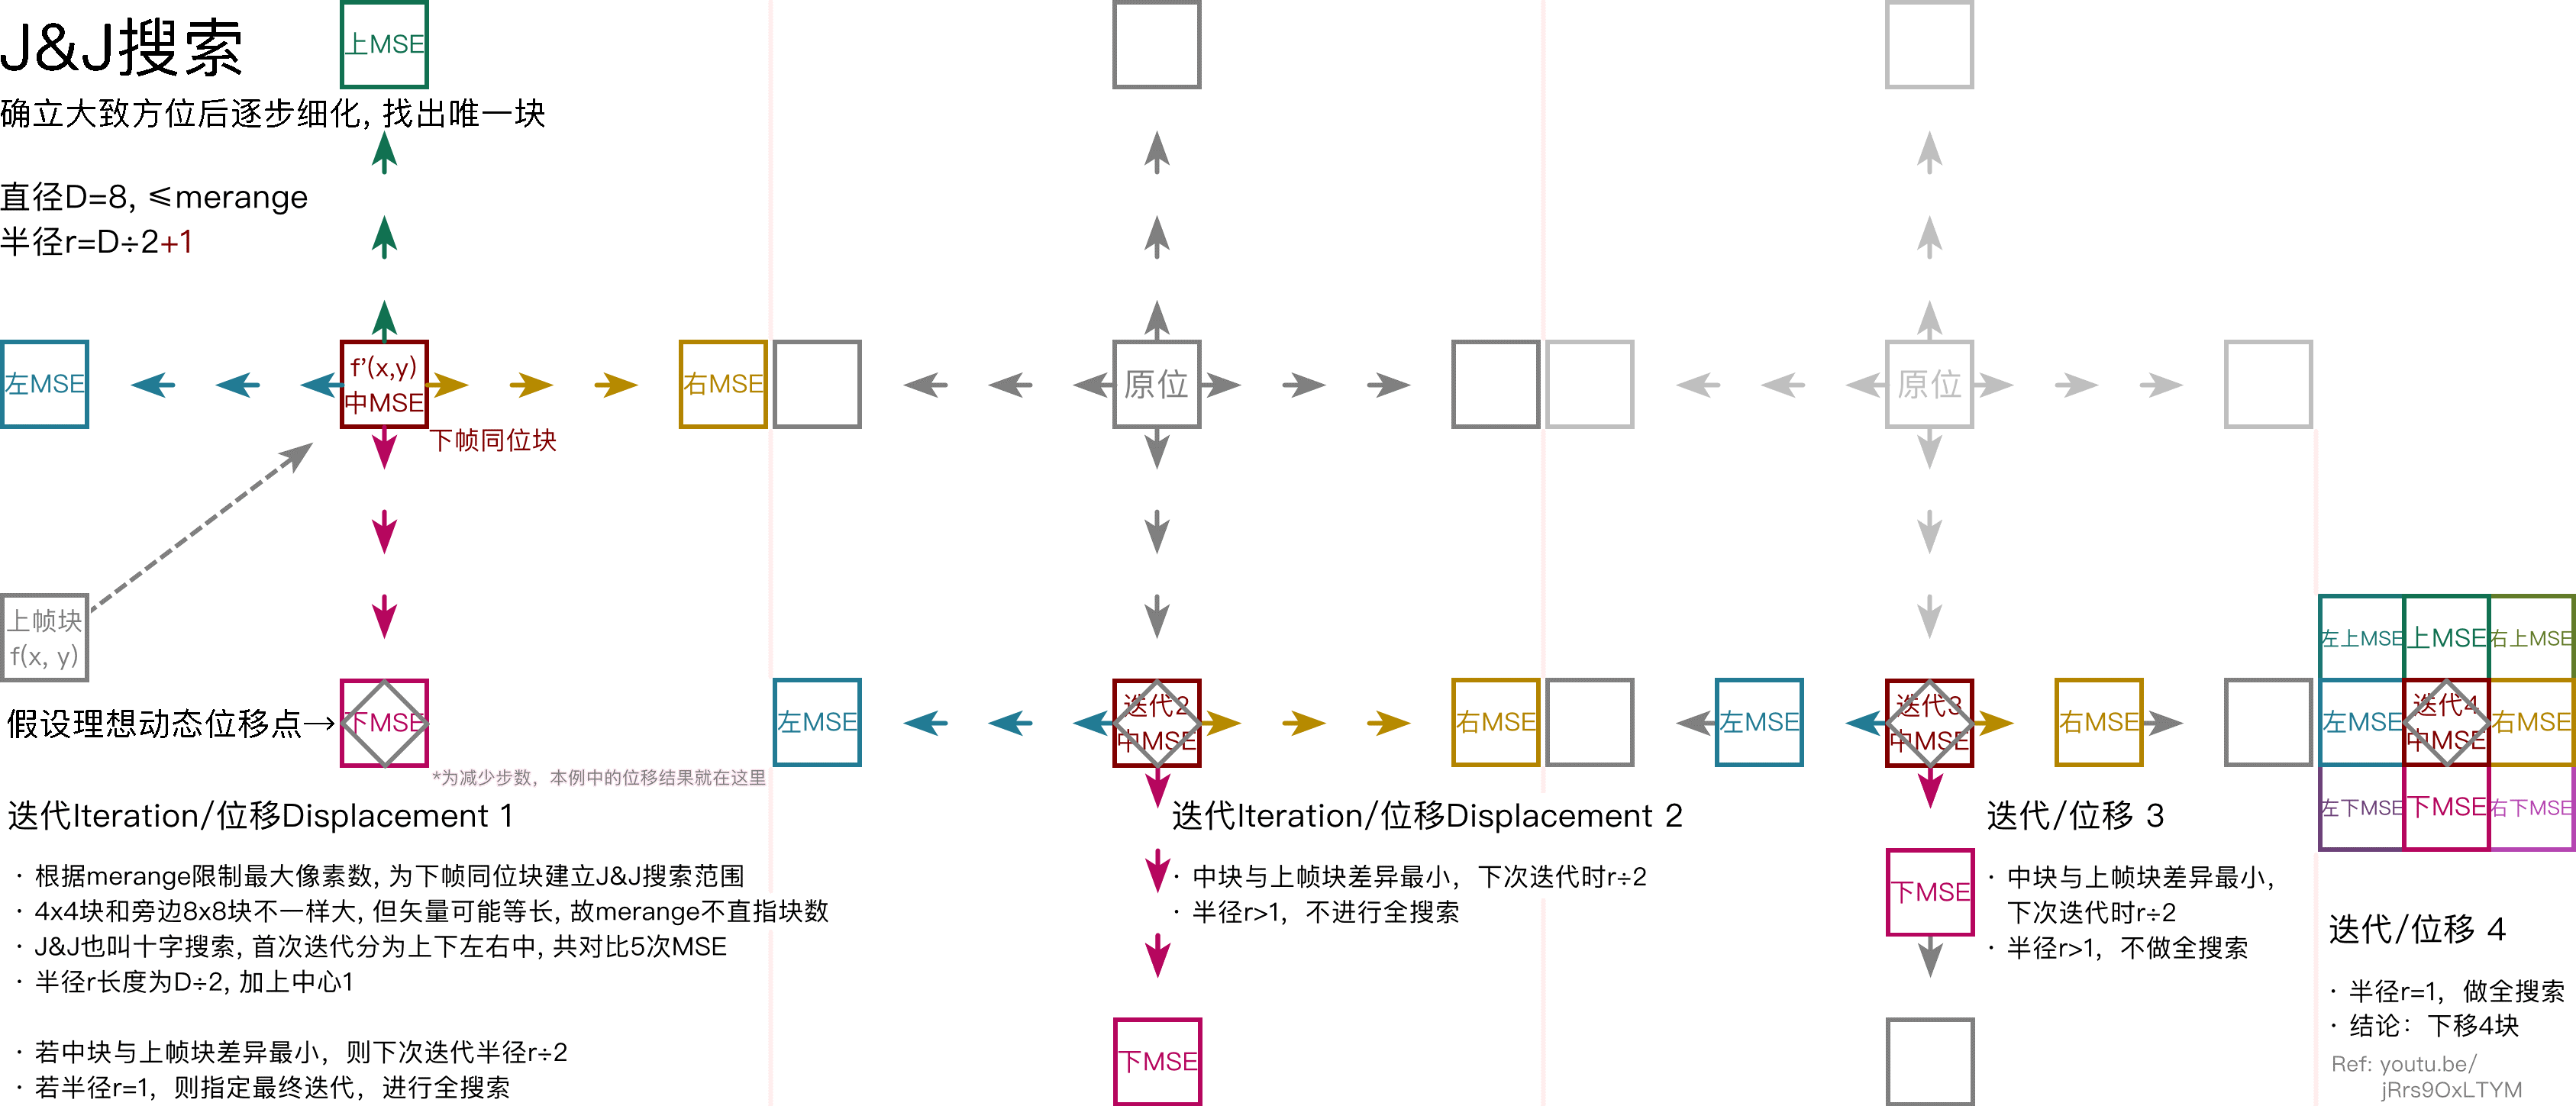 J&J搜索
确立大致方位后逐步细化, 找出唯一块
直径D=8, ≤merange
半径r=D÷2+1
上MSE
左MSE
f'(x,y)
中MSE
右MSE
下帧同位块
上帧块
f(x, y)
假设理想动态位移点→
下MSE
*为减少步数，本例中的位移结果就在这里
迭代Iteration/位移Displacement 1
· 根据merange限制最大像素数, 为下帧同位块建立J&J搜索范围
· 4x4块和旁边8x8块不一样大, 但矢量可能等长, 故merange不直指块数
· J&J也叫十字搜索, 首次迭代分为上下左右中, 共对比5次MSE
· 半径r长度为D÷2, 加上中心1
· 若中块与上帧块差异最小，则下次迭代半径r÷2
· 若半径r=1，则指定最终迭代，进行全搜索
原位
左MSE
迭代2
中MSE
右MSE
迭代Iteration/位移Displacement 2
· 中块与上帧块差异最小，下次迭代时r÷2
· 半径r>1，不进行全搜索
下MSE
原位
左MSE
迭代3
中MSE
右MSE
迭代/位移 3
下MSE
· 中块与上帧块差异最小，
下次迭代时r÷2
· 半径r>1，不做全搜索
左上MSE
上MSE
右上MSE
左MSE
迭代4
中MSE
右MSE
左下MSE
下MSE
右下MSE
迭代/位移 4
· 半径r=1，做全搜索
· 结论：下移4块
Ref: youtu.be/
jRrs9OxLTYM